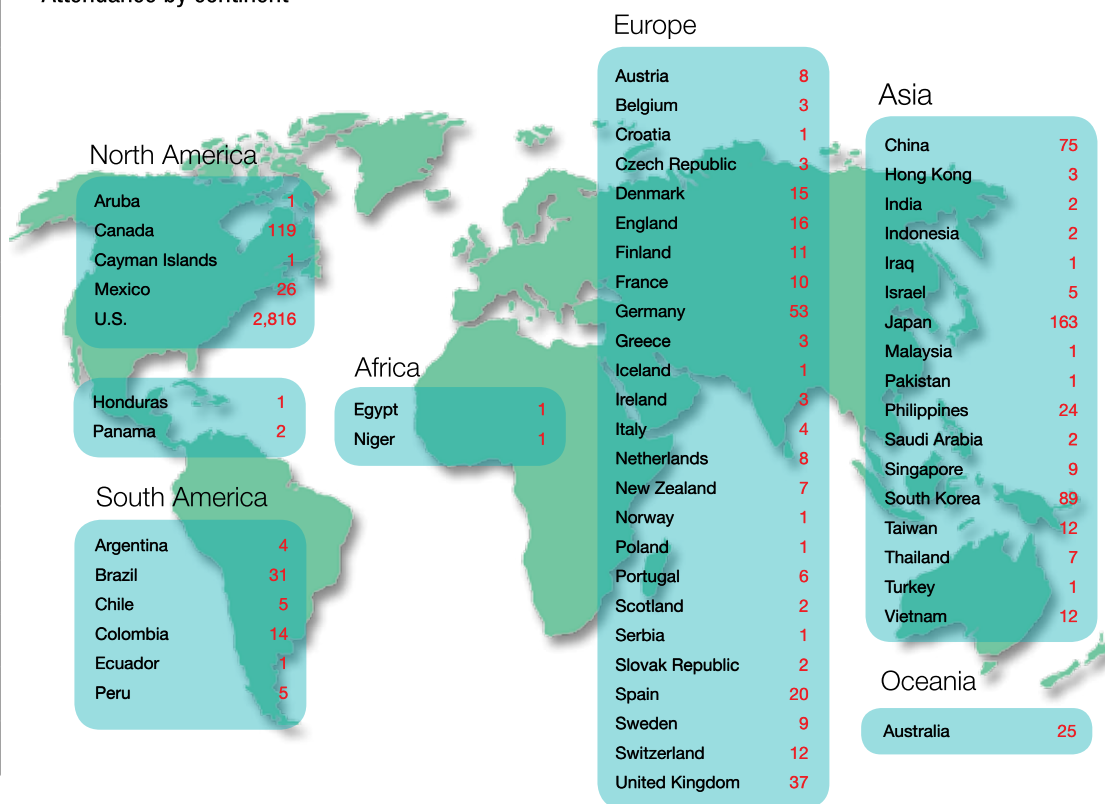 Attendance by continent
North America
Aruba 1
Canada 119
Cayman Islands 1
Mexico 26
U.S. 2,816
Honduras 1
Panama 2
South America
Argentina 4
Brazil 31
Chile 5
Colombia 14
Ecuador 1
Peru 5
Africa
Egypt 1
Niger 1
Europe
Austria 8
Belgium 3
Croatia 1
Czech Republic 3
Denmark 15
England 16
Finland 11
France 10
Germany 53
Greece 3
Iceland 1
Ireland 3
Italy 4
Netherlands 8
New Zealand 7
Norway 1
Poland 1
Portugal 6
Scotland 2
Serbia 1
Slovak Republic 2
Spain 20
Sweden 9
Switzerland 12
United Kingdom 37
Asia
China 75
Hong Kong 3
India 2
Indonesia 2
Iraq 1
Israel 5
Japan 163
Malaysia 1
Pakistan 1
Philippines 24
Saudi Arabia 2
Singapore 9
South Korea 89
Taiwan 12
Thailand 7
Turkey 1
Vietnam 12
Oceania
Australia 25